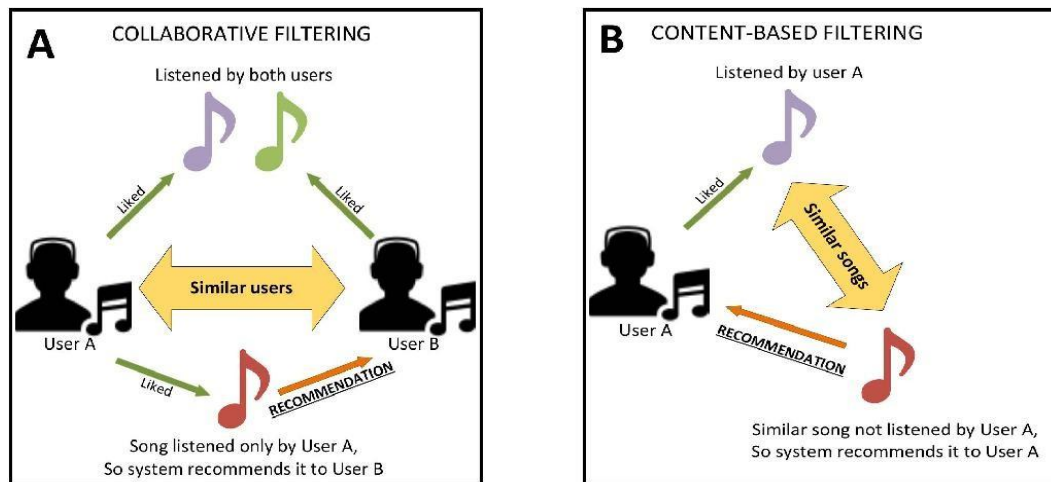 A
COLLABORATIVE FILTERING
Listened by both users
Liked
Liked
Similar users
User A
User B
Liked
RECOMMENDATION
Song listened only by User A,
So system recommends it to User B
B
CONTENT-BASED FILTERING
Listened by user A
Liked
Similar songs
User A
RECOMMENDATION
Similar song not listened by User A,
So system recommends it to User A